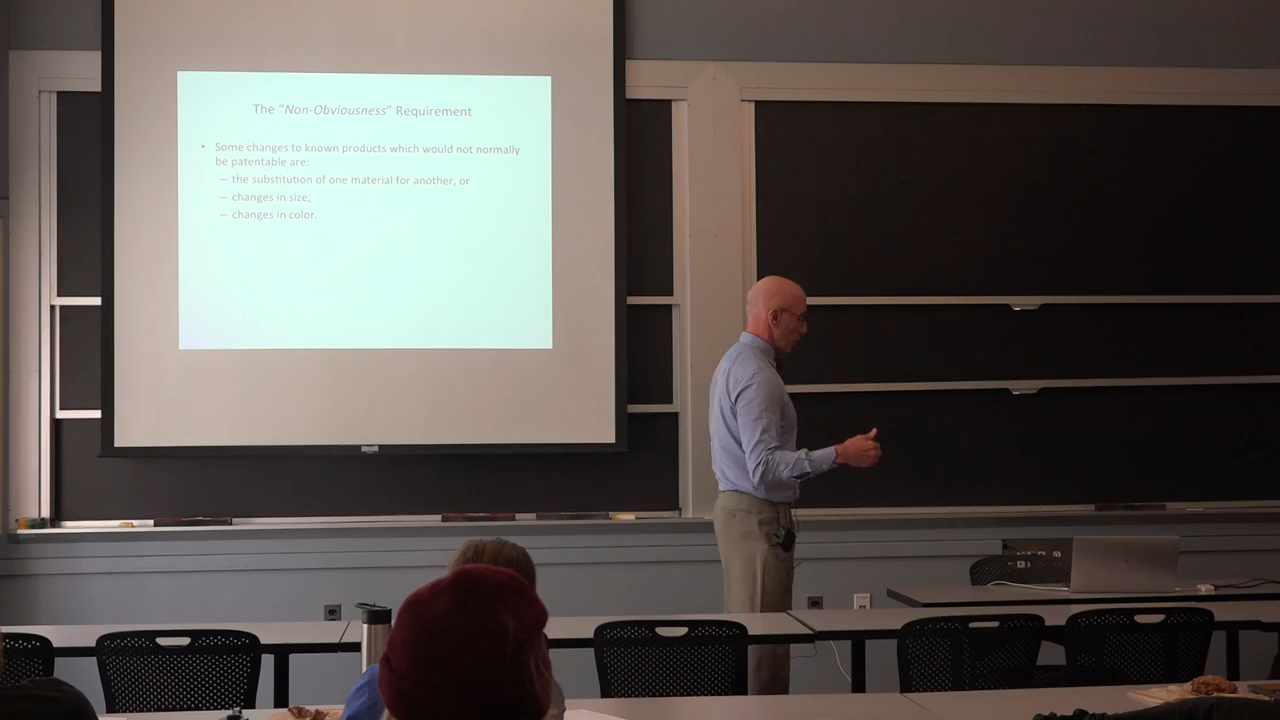 The "Non-Obviousness" Requirement
• Some changes to known products which would not normally
be patentable are:
– the substitution of one material for another, or
– changes in size;
– changes in color.